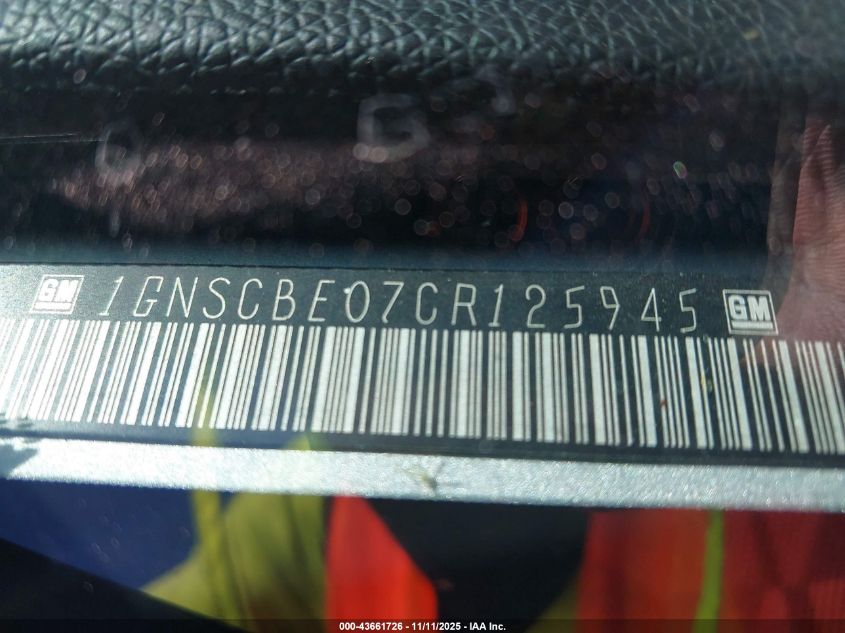 GM 1GNSCBE07CR125945 GM
000-43661726 - 11/11/2025 - IAA Inc.